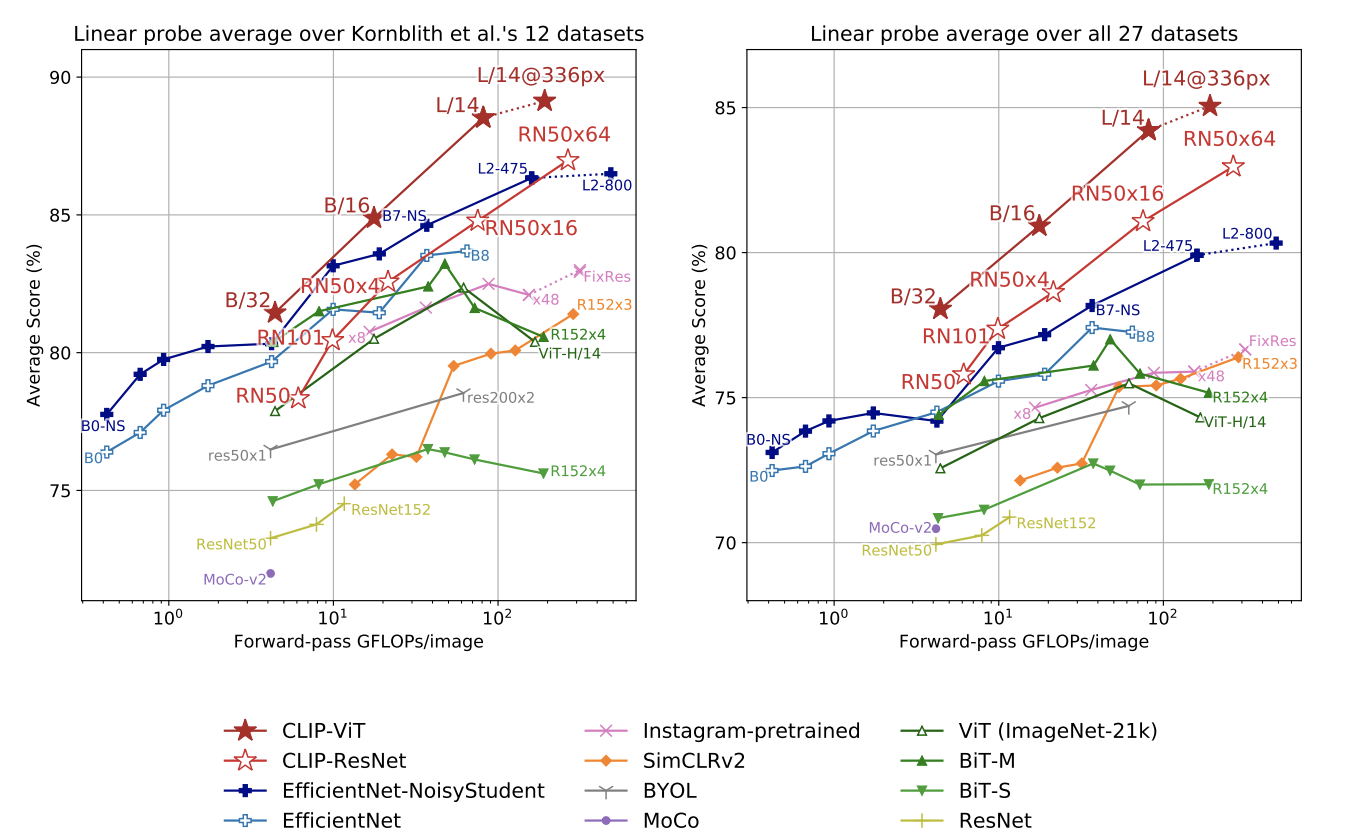 Linear probe average over Kornblith et al.'s 12 datasets
90
85
80
75
Average Score (%)
10^0
10^1
10^2
Forward-pass GFLOPs/image
L/14@336px
L/14
RN50x64
L2-475
L2-800
B/16
B7-NS
RN50x16
B8
RN50x4
FixRes
x48
B/32
R152x3
RN101
x8
R152x4
ViT-H/14
RN50
res200x2
B0-NS
B0
res50x1
R152x4
ResNet152
ResNet50
MoCo-v2
Linear probe average over all 27 datasets
85
80
75
70
Average Score (%)
10^0
10^1
10^2
Forward-pass GFLOPs/image
L/14@336px
L/14
RN50x64
RN50x16
B/16
L2-800
L2-475
RN50x4
B/32
B7-NS
RN101
B8
FixRes
R152x3
x48
RN50
R152x4
x8
ViT-H/14
B0-NS
B0
res50x1
R152x4
MoCo-v2
ResNet152
ResNet50
CLIP-ViT
CLIP-ResNet
EfficientNet-NoisyStudent
EfficientNet
Instagram-pretrained
SimCLRv2
BYOL
MoCo
ViT (ImageNet-21k)
BiT-M
BiT-S
ResNet